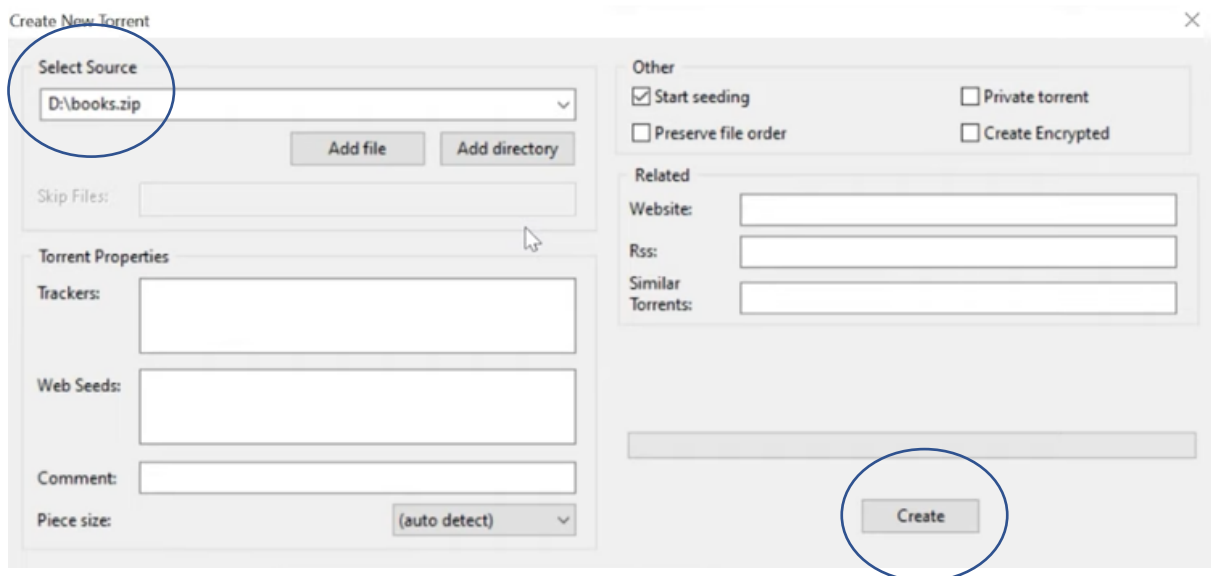 Create New Torrent
Select Source
D:\books.zip
Add file Add directory
Skip Files:
Torrent Properties
Trackers:
Web Seeds:
Comment:
Piece size: (auto detect)
Other
Start seeding Private torrent
Preserve file order Create Encrypted
Related
Website:
Rss:
Similar
Torrents:
Create